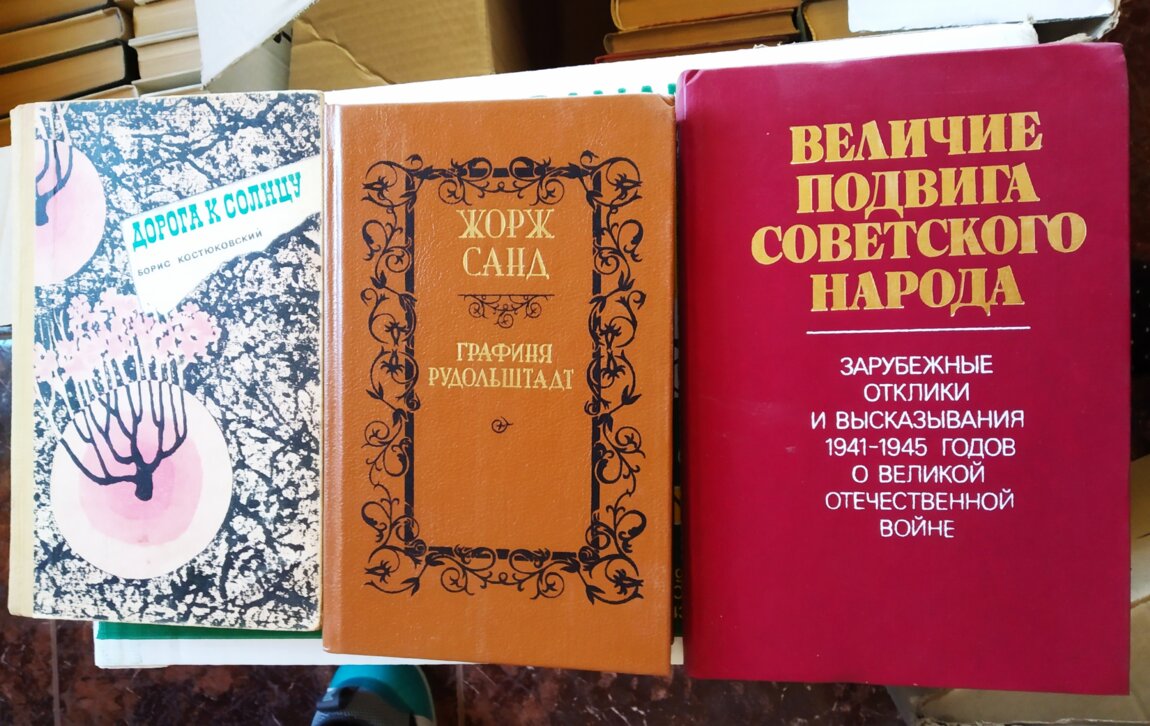 ДОРОГА К СОЛНЦУ
БОРИС КОСТЮКОВСКИЙ
ЖОРЖ
САНД
ГРАФИНЯ
РУДОЛЬШТАДТ
ВЕЛИЧИЕ
ПОДВИГА
СОВЕТСКОГО
НАРОДА
ЗАРУБЕЖНЫЕ
ОТКЛИКИ
И ВЫСКАЗЫВАНИЯ
1941-1945 ГОДОВ
О ВЕЛИКОЙ
ОТЕЧЕСТВЕННОЙ
ВОЙНЕ